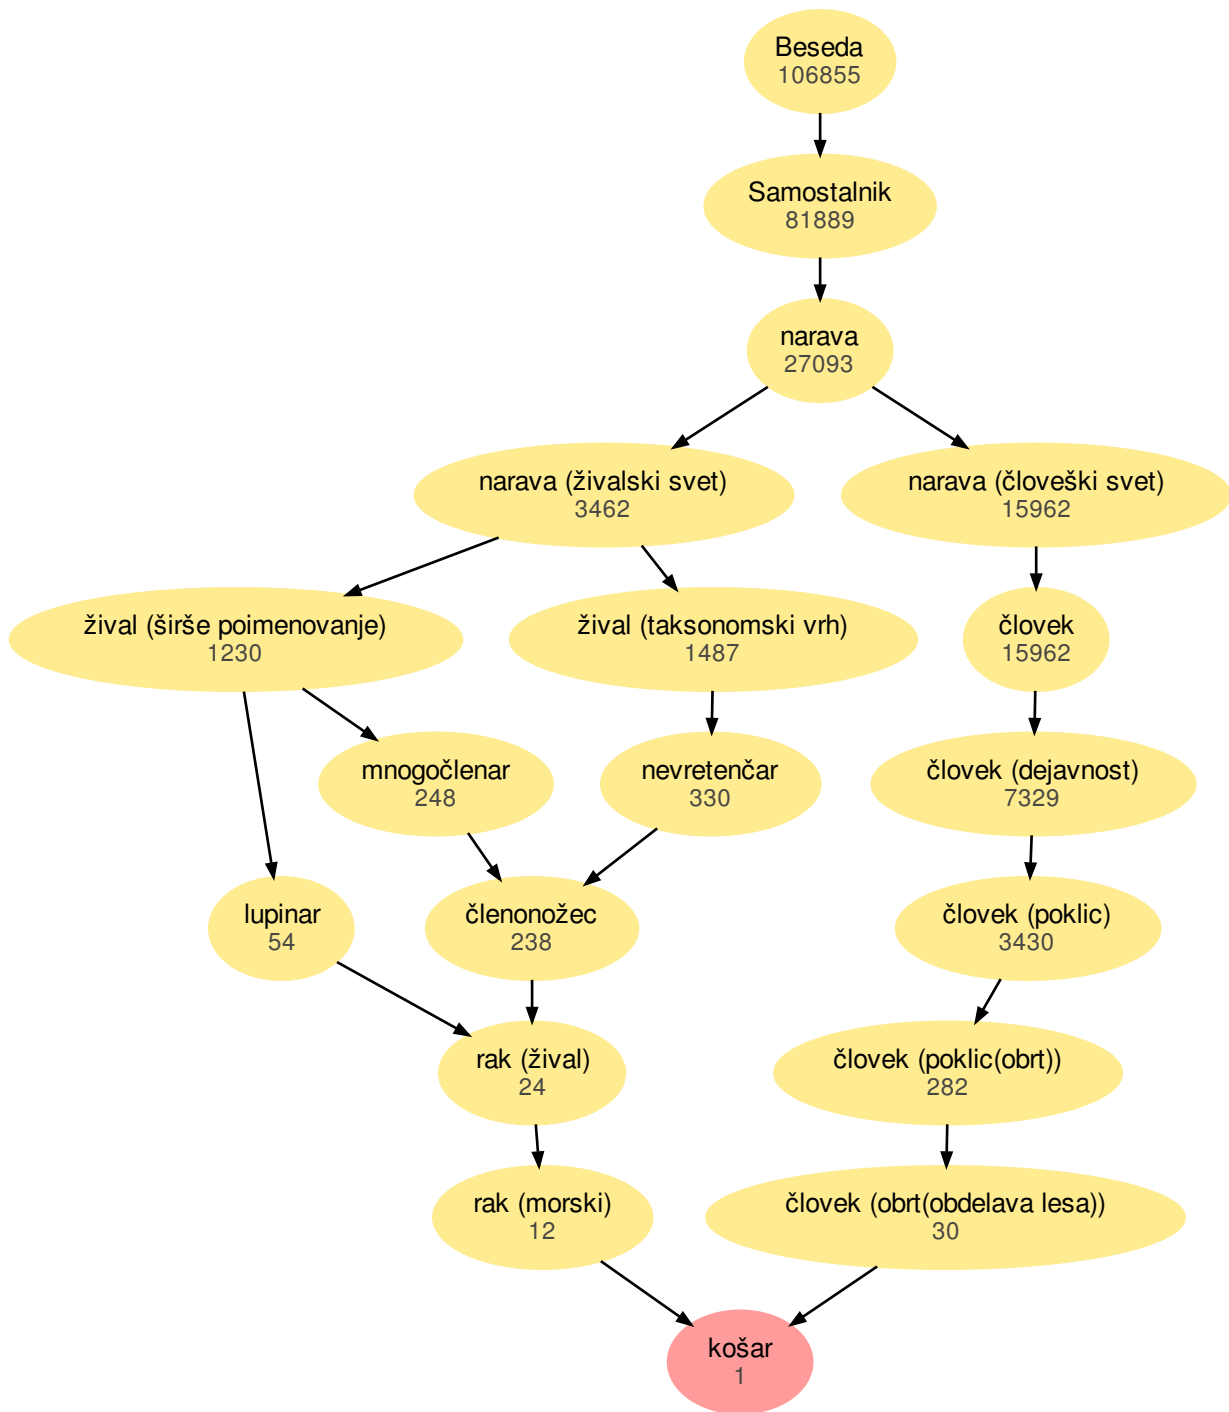 Beseda
106855
Samostalnik
81889
narava
27093
narava (živalski svet)
3462
narava (človeški svet)
15962
žival (širše poimenovanje)
1230
žival (taksonomski vrh)
1487
človek
15962
mnogočlenar
248
nevretenčar
330
človek (dejavnost)
7329
lupinar
54
členonožec
238
človek (poklic)
3430
rak (žival)
24
človek (poklic(obrt))
282
rak (morski)
12
človek (obrt(obdelava lesa))
30
košar
1